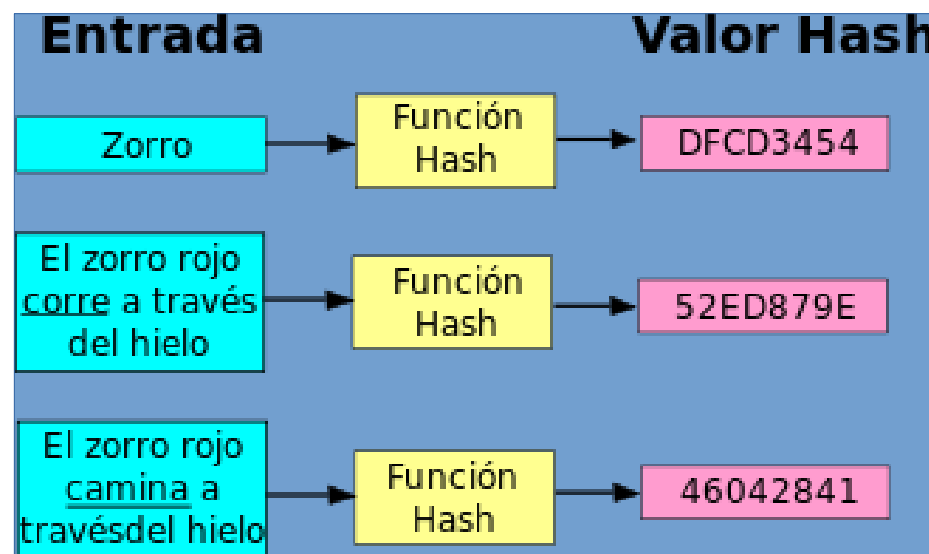 Entrada
Valor Hash
Zorro
Función
Hash
DFCD3454
El zorro rojo
corre a través
del hielo
Función
Hash
52ED879E
El zorro rojo
camina a
travésdel hielo
Función
Hash
46042841